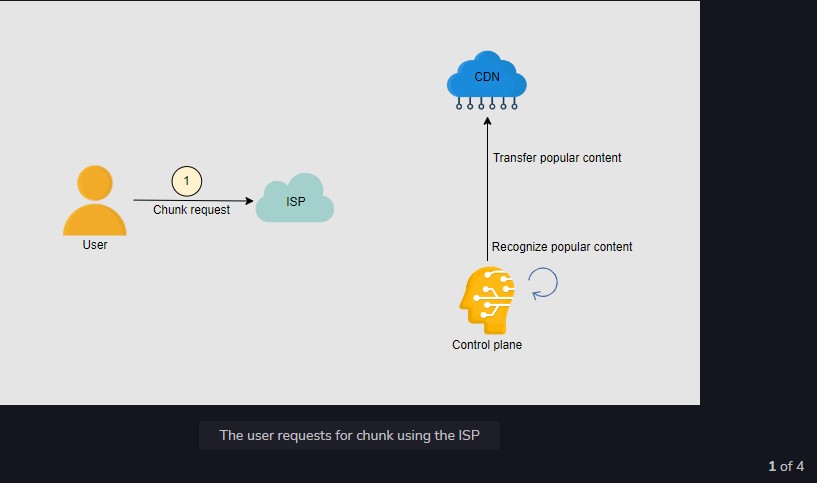 CDN
Transfer popular content
1
Chunk request
ISP
User
Recognize popular content
Control plane
The user requests for chunk using the ISP
1 of 4